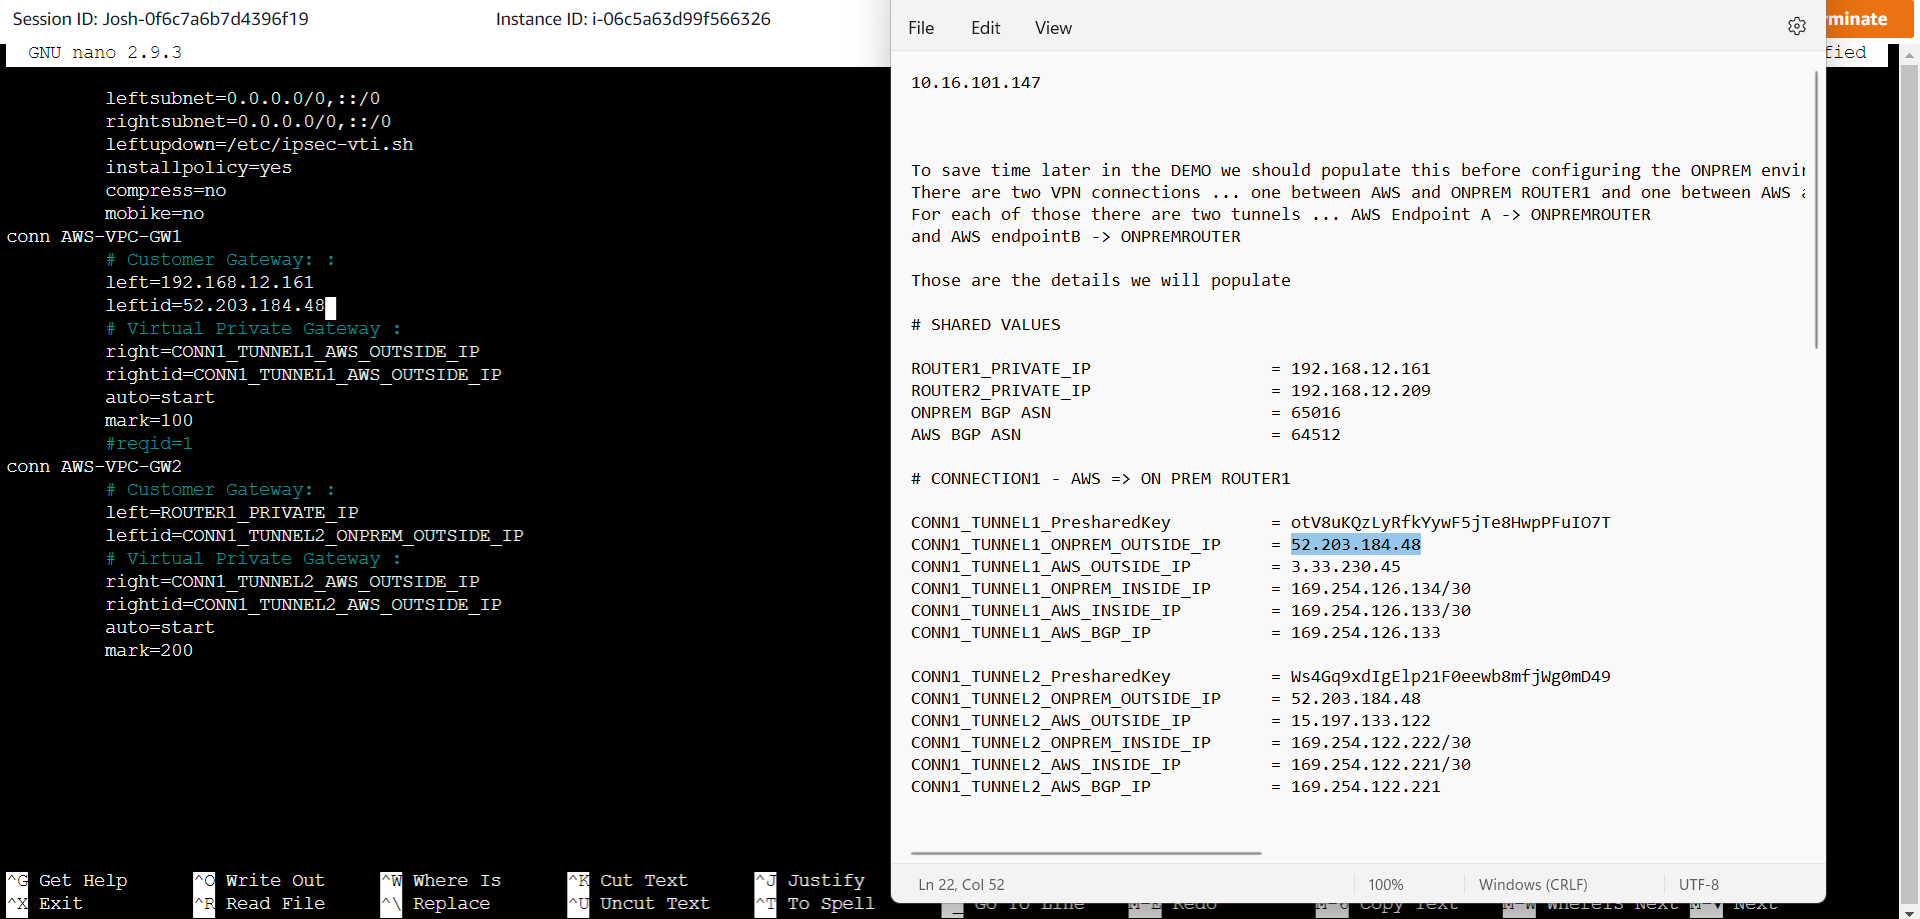 Session ID: Josh-0f6c7a6b7d4396f19
Instance ID: i-06c5a63d99f566326
GNU nano 2.9.3
leftsubnet=0.0.0.0/0,::/0
rightsubnet=0.0.0.0/0,::/0
leftupdown=/etc/ipsec-vti.sh
installpolicy=yes
compress=no
mobike=no
conn AWS-VPC-GW1
# Customer Gateway: :
left=192.168.12.161
leftid=52.203.184.48
# Virtual Private Gateway :
right=CONN1_TUNNEL1_AWS_OUTSIDE_IP
rightid=CONN1_TUNNEL1_AWS_OUTSIDE_IP
auto=start
mark=100
#reqid=1
conn AWS-VPC-GW2
# Customer Gateway: :
left=ROUTER1_PRIVATE_IP
leftid=CONN1_TUNNEL2_ONPREM_OUTSIDE_IP
# Virtual Private Gateway :
right=CONN1_TUNNEL2_AWS_OUTSIDE_IP
rightid=CONN1_TUNNEL2_AWS_OUTSIDE_IP
auto=start
mark=200
^G Get Help ^O Write Out ^W Where Is ^K Cut Text ^J Justify
^X Exit ^R Read File ^\ Replace ^U Uncut Text ^T To Spell
File Edit View
rminate
fied
10.16.101.147
To save time later in the DEMO we should populate this before configuring the ONPREM envir
There are two VPN connections ... one between AWS and ONPREM ROUTER1 and one between AWS a
For each of those there are two tunnels ... AWS Endpoint A -> ONPREMROUTER
and AWS endpointB -> ONPREMROUTER
Those are the details we will populate
# SHARED VALUES
ROUTER1_PRIVATE_IP = 192.168.12.161
ROUTER2_PRIVATE_IP = 192.168.12.209
ONPREM BGP ASN = 65016
AWS BGP ASN = 64512
# CONNECTION1 - AWS => ON PREM ROUTER1
CONN1_TUNNEL1_PresharedKey = otV8uKQzLyRfkYywF5jTe8HwpPFuIO7T
CONN1_TUNNEL1_ONPREM_OUTSIDE_IP = 52.203.184.48
CONN1_TUNNEL1_AWS_OUTSIDE_IP = 3.33.230.45
CONN1_TUNNEL1_ONPREM_INSIDE_IP = 169.254.126.134/30
CONN1_TUNNEL1_AWS_INSIDE_IP = 169.254.126.133/30
CONN1_TUNNEL1_AWS_BGP_IP = 169.254.126.133
CONN1_TUNNEL2_PresharedKey = Ws4Gq9xdIgElp21F0eewb8mfjWg0mD49
CONN1_TUNNEL2_ONPREM_OUTSIDE_IP = 52.203.184.48
CONN1_TUNNEL2_AWS_OUTSIDE_IP = 15.197.133.122
CONN1_TUNNEL2_ONPREM_INSIDE_IP = 169.254.122.222/30
CONN1_TUNNEL2_AWS_INSIDE_IP = 169.254.122.221/30
CONN1_TUNNEL2_AWS_BGP_IP = 169.254.122.221
Ln 22, Col 52 100% Windows (CRLF) UTF-8
Go To Line M-E Redo M-6 Copy Text M-W WhereIs Next M-▼ Next